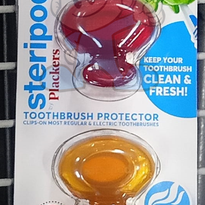 steripod
Plackers
KEEP YOUR
TOOTHBRUSH
CLEAN &
FRESH!
TOOTHBRUSH PROTECTOR
CLIPS-ON MOST REGULAR & ELECTRIC TOOTHBRUSHES